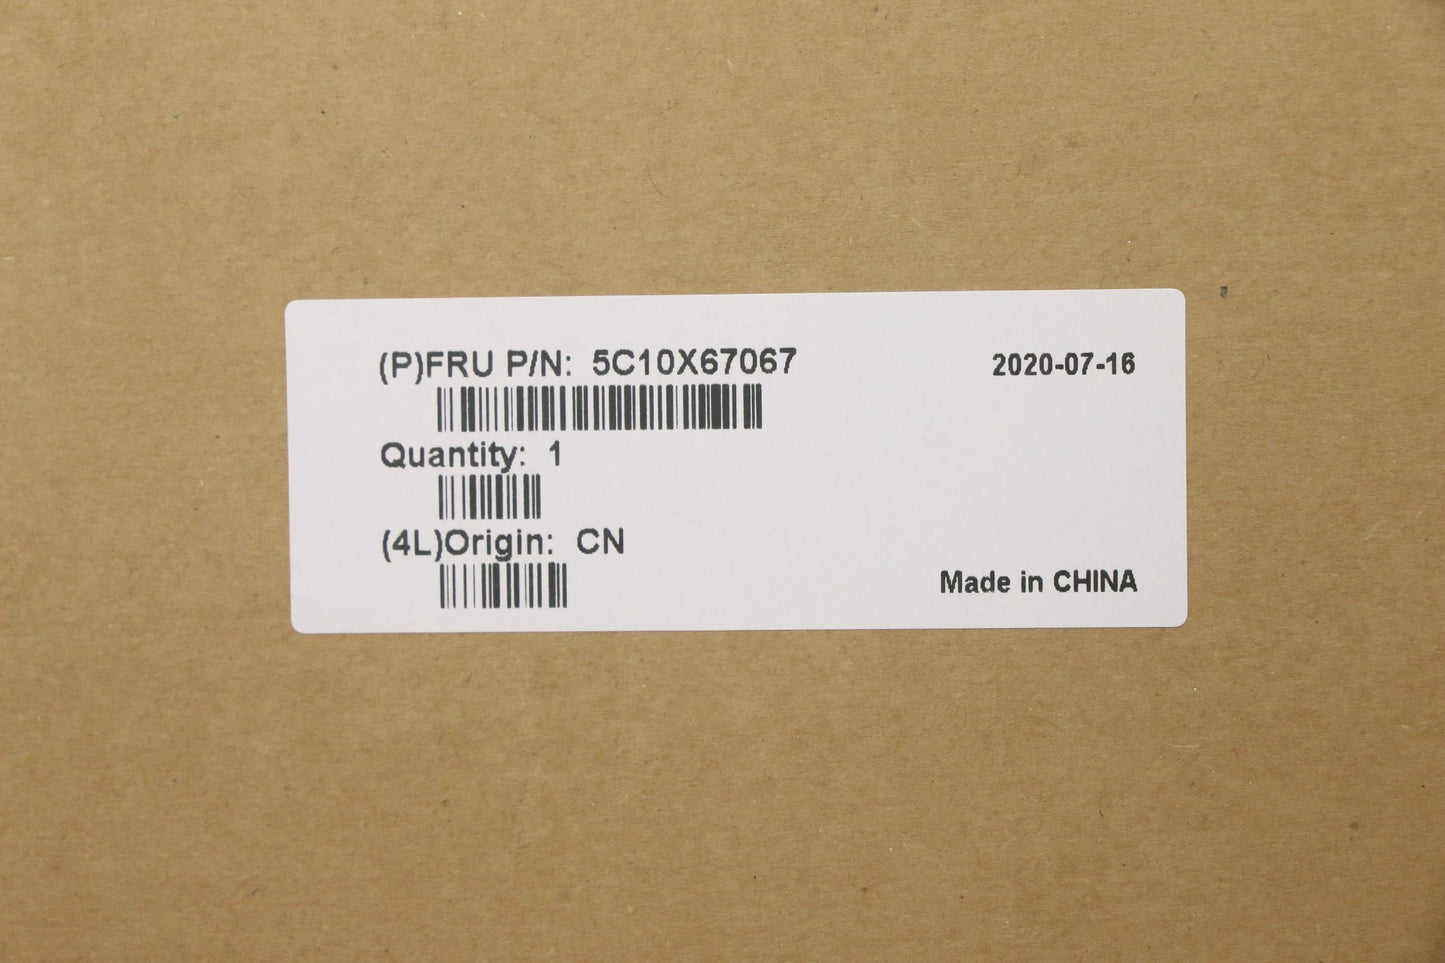 (P)FRU P/N: 5C10X67067
2020-07-16
Quantity: 1
(4L)Origin: CN
Made in CHINA